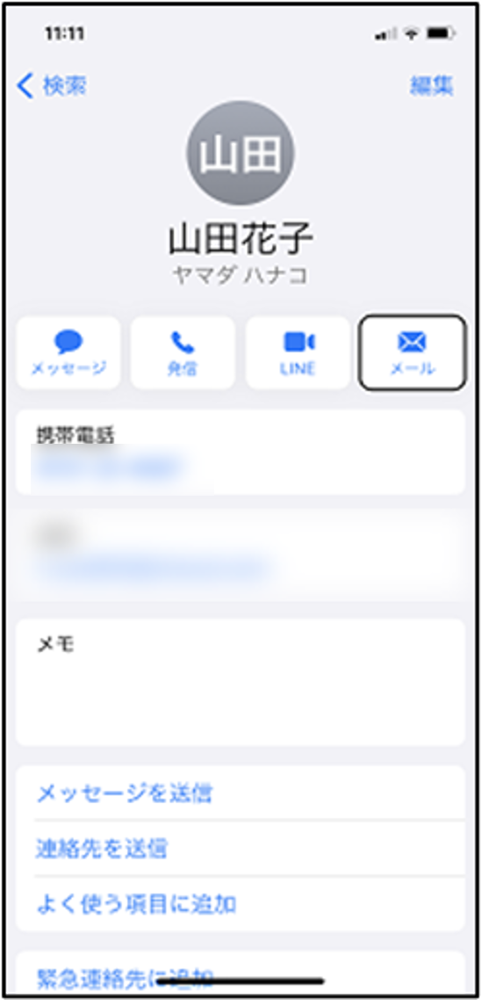 11:11
検索
編集
山田
山田花子
ヤマダ ハナコ
メッセージ
発信
LINE
メール
携帯電話
メモ
メッセージを送信
連絡先を送信
よく使う項目に追加
緊急連絡先に追加